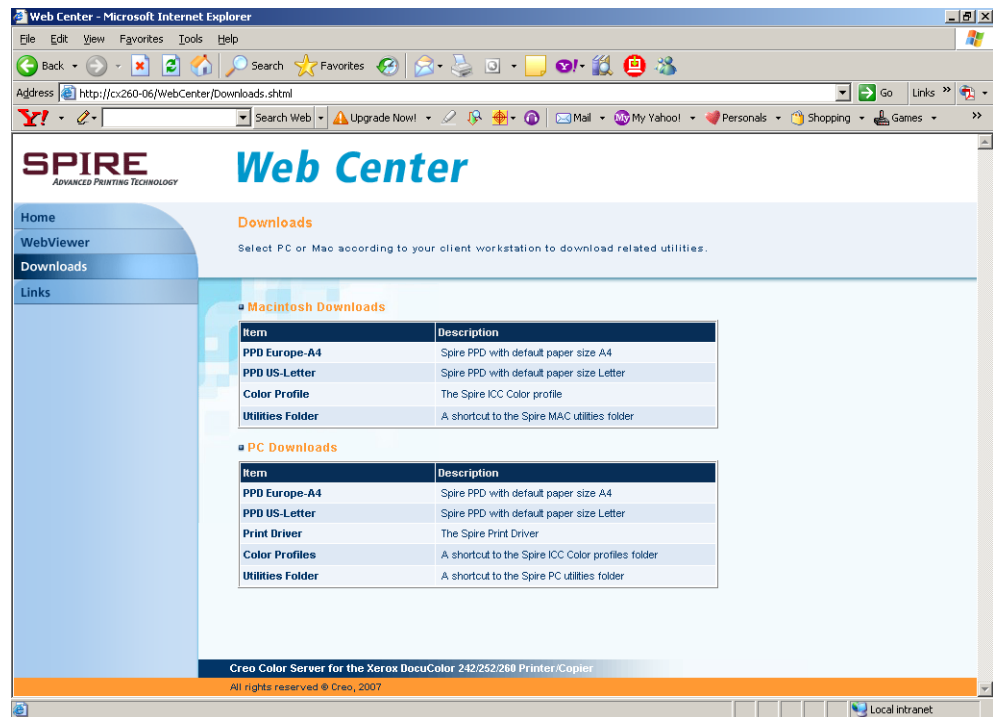 Web Center - Microsoft Internet Explorer
File Edit View Favorites Tools Help
Back Search Favorites
Address http://cx260-06/WebCenter/Downloads.shtml Go Links »
Y! Search Web Upgrade Now! Mail My Yahoo! Personals Shopping Games »
SPIRE
ADVANCED PRINTING TECHNOLOGY
Web Center
Home
WebViewer
Downloads
Links
Downloads
Select PC or Mac according to your client workstation to download related utilities.
Macintosh Downloads
Item Description
PPD Europe-A4 Spire PPD with default paper size A4
PPD US-Letter Spire PPD with default paper size Letter
Color Profile The Spire ICC Color profile
Utilities Folder A shortcut to the Spire MAC utilities folder
PC Downloads
Item Description
PPD Europe-A4 Spire PPD with default paper size A4
PPD US-Letter Spire PPD with default paper size Letter
Print Driver The Spire Print Driver
Color Profiles A shortcut to the Spire ICC Color profiles folder
Utilities Folder A shortcut to the Spire PC utilities folder
Creo Color Server for the Xerox DocuColor 242/252/260 Printer/Copier
All rights reserved © Creo, 2007
Local intranet